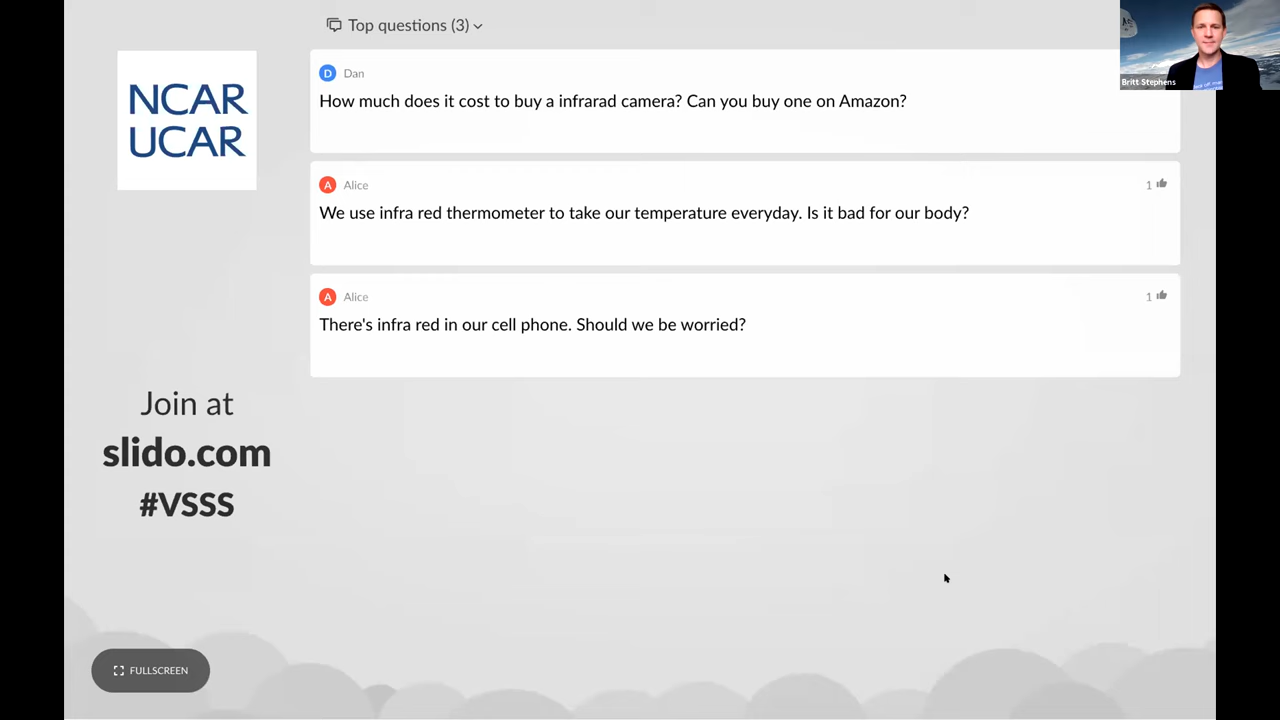 Top questions (3)
NCAR
UCAR
D Dan
How much does it cost to buy a infrarad camera? Can you buy one on Amazon?
A Alice
1
We use infra red thermometer to take our temperature everyday. Is it bad for our body?
A Alice
1
There's infra red in our cell phone. Should we be worried?
Join at
slido.com
#VSSS
FULLSCREEN
Britt Stephens